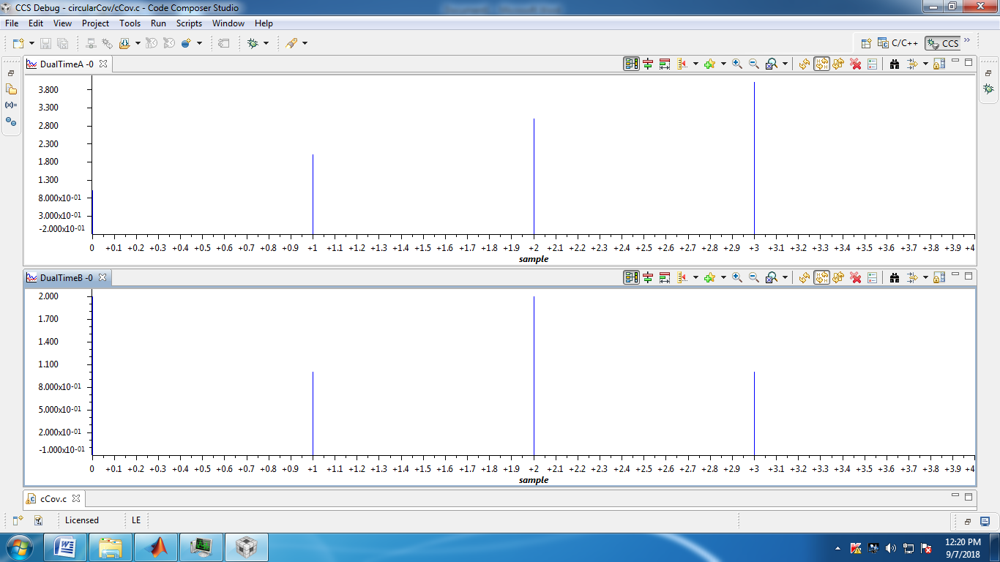 CCS Debug - circularCov/cCov.c - Code Composer Studio
File Edit View Project Tools Run Scripts Window Help
C/C++ CCS
DualTimeA -0
3.800
3.300
2.800
2.300
1.800
1.300
8.000x10-01
3.000x10-01
-2.000x10-01
0 +0.1 +0.2 +0.3 +0.4 +0.5 +0.6 +0.7 +0.8 +0.9 +1 +1.1 +1.2 +1.3 +1.4 +1.5 +1.6 +1.7 +1.8 +1.9 +2 +2.1 +2.2 +2.3 +2.4 +2.5 +2.6 +2.7 +2.8 +2.9 +3 +3.1 +3.2 +3.3 +3.4 +3.5 +3.6 +3.7 +3.8 +3.9 +4
sample
DualTimeB -0
2.000
1.700
1.400
1.100
8.000x10-01
5.000x10-01
2.000x10-01
-1.000x10-01
0 +0.1 +0.2 +0.3 +0.4 +0.5 +0.6 +0.7 +0.8 +0.9 +1 +1.1 +1.2 +1.3 +1.4 +1.5 +1.6 +1.7 +1.8 +1.9 +2 +2.1 +2.2 +2.3 +2.4 +2.5 +2.6 +2.7 +2.8 +2.9 +3 +3.1 +3.2 +3.3 +3.4 +3.5 +3.6 +3.7 +3.8 +3.9 +4
sample
cCov.c
Licensed LE
12:20 PM
9/7/2018